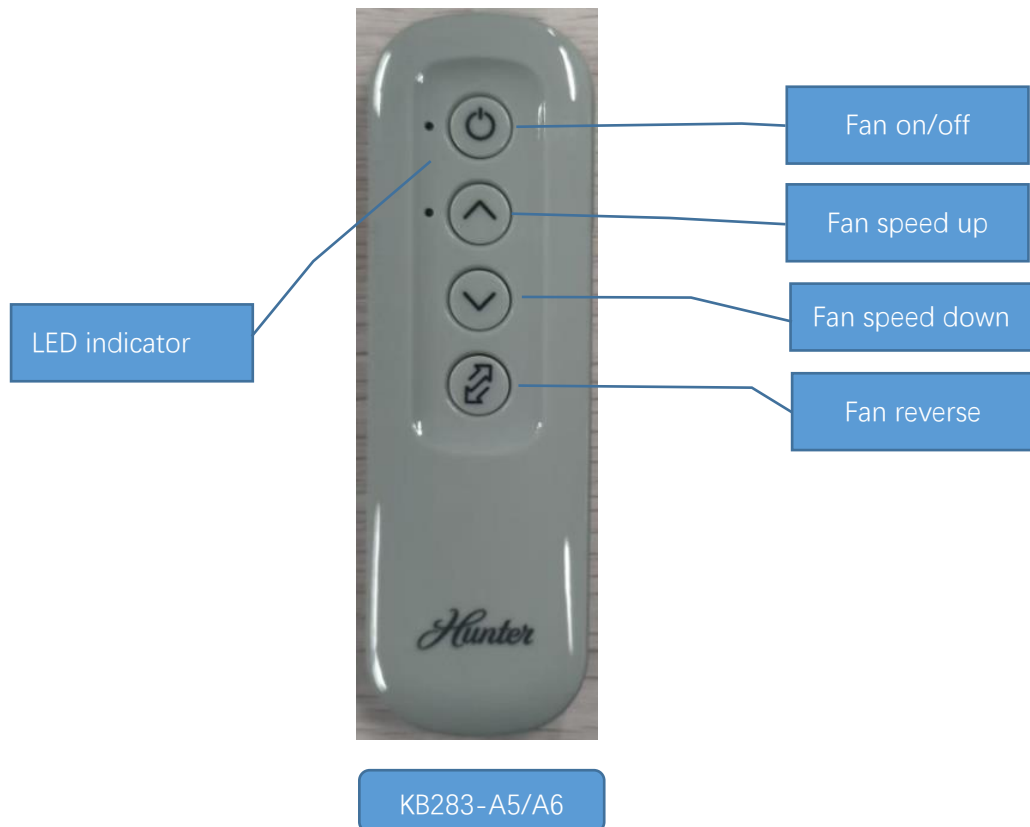 Fan on/off
Fan speed up
Fan speed down
LED indicator
Fan reverse
Hunter
KB283-A5/A6